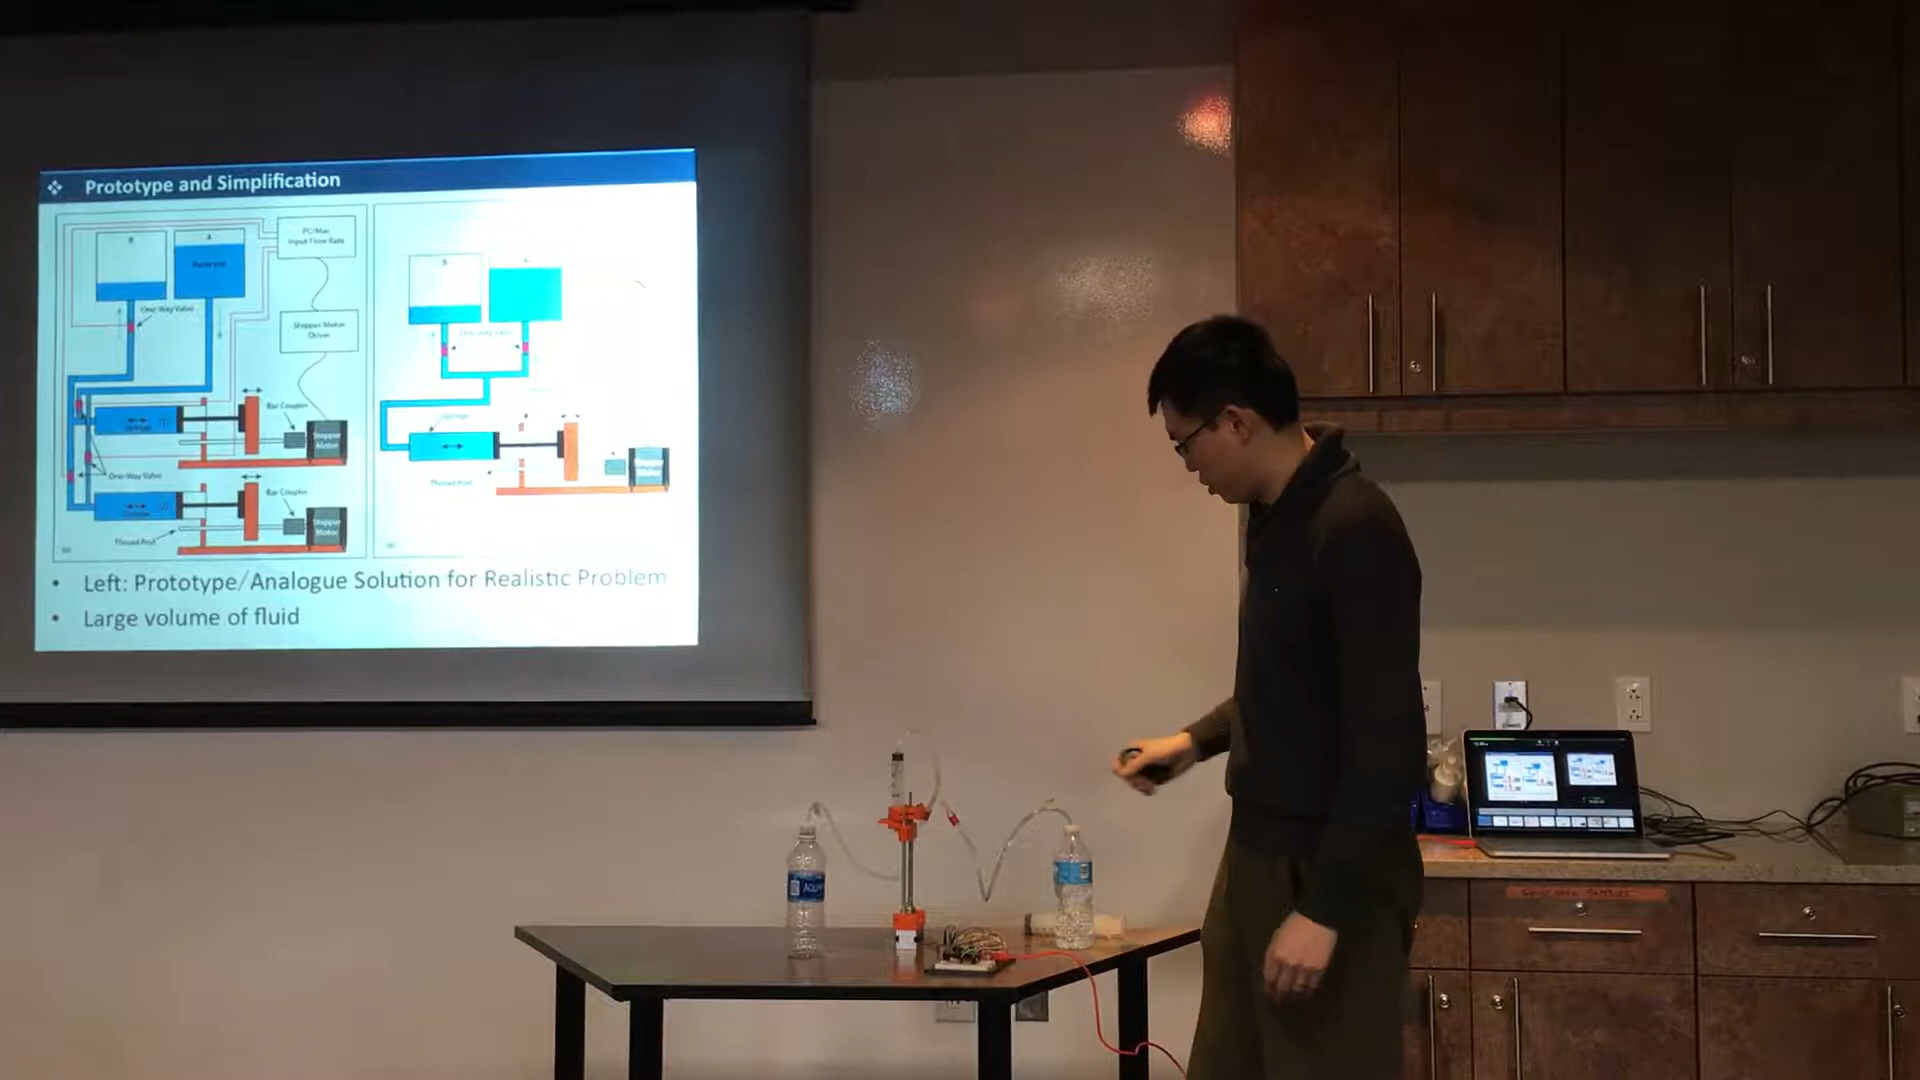 ❖ Prototype and Simplification
PC/Mac
Input Flow Rate
B
A
Reservoir
One-Way Valve
Stepper Motor
Driver
Bar Coupler
Stepper
Motor
One-Way Valve
Bar Coupler
Stepper
Motor
Thread Rod
B
Syringe
Thread Rod
• Left: Prototype/Analogue Solution for Realistic Problem
• Large volume of fluid